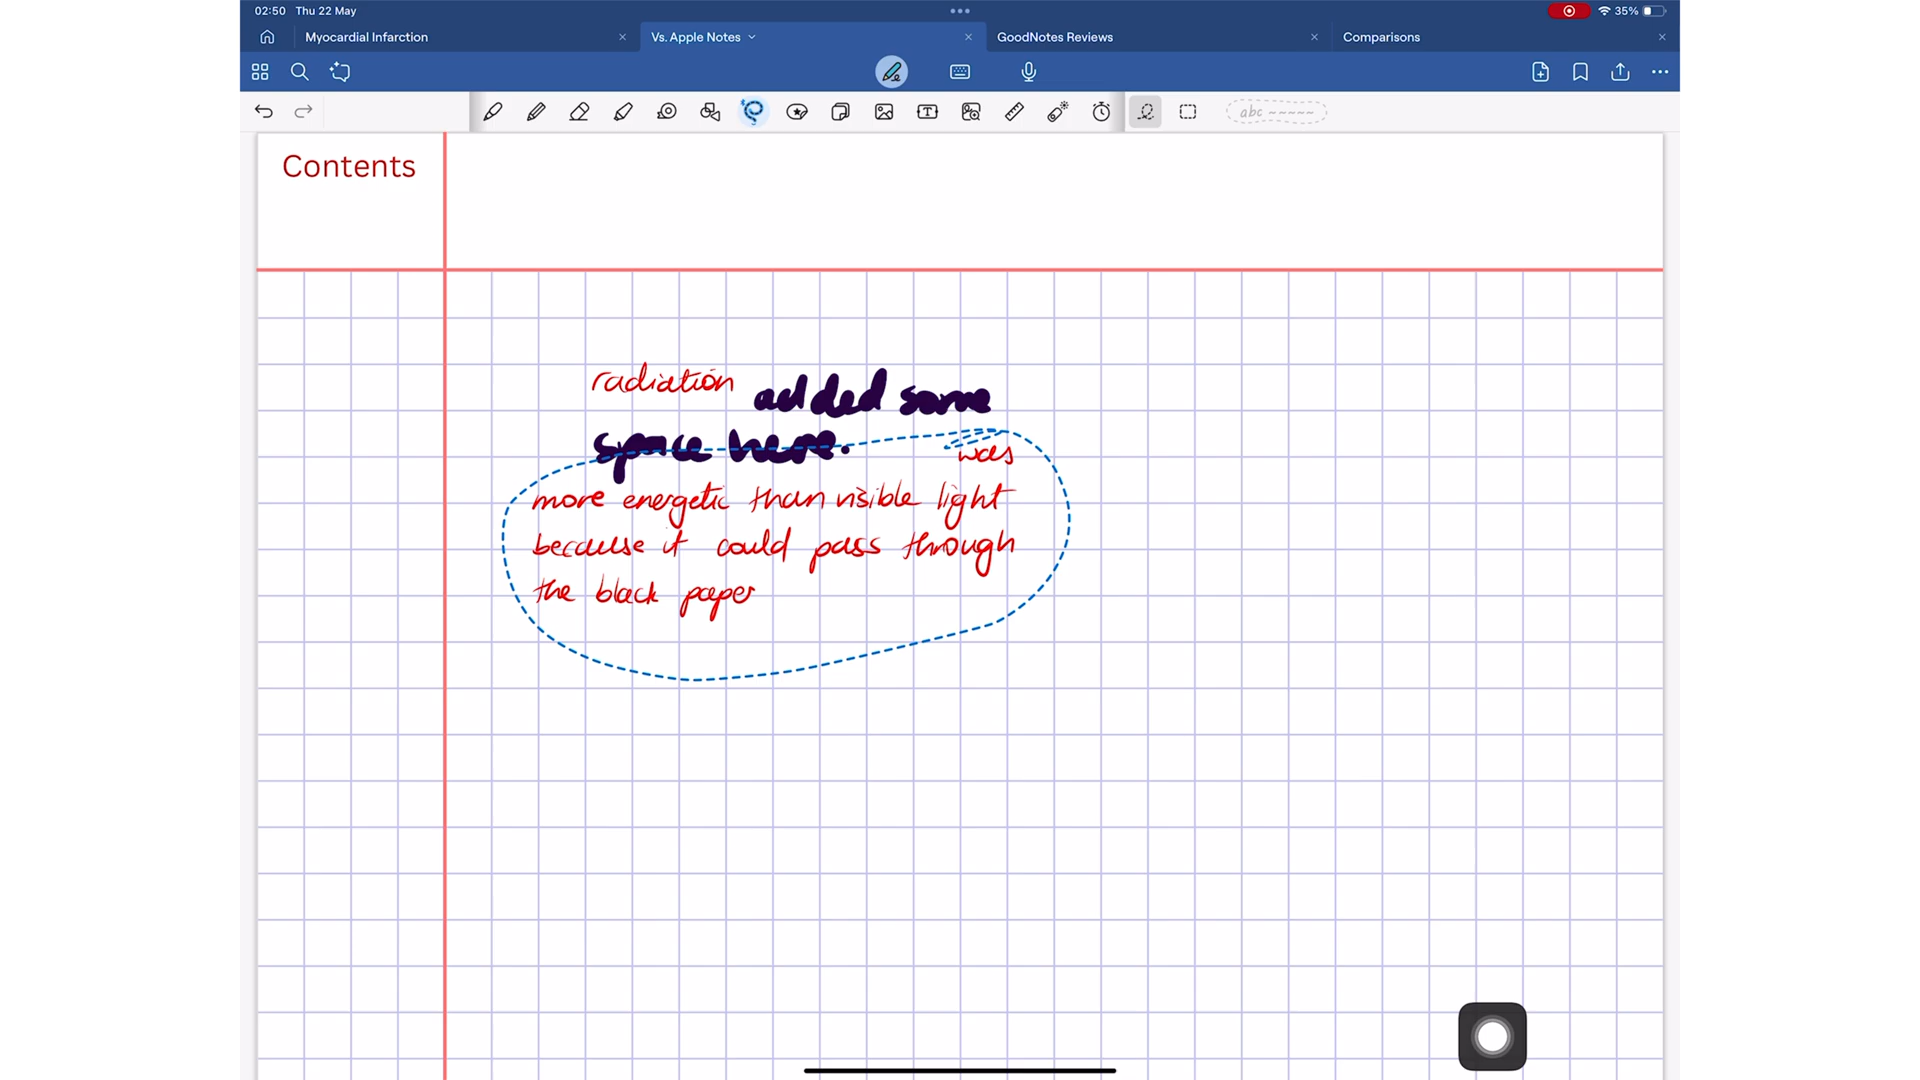 02:50 Thu 22 May
35%
Myocardial Infarction
Vs. Apple Notes
GoodNotes Reviews
Comparisons
abc
Contents
radiation added some
space here.
was
more energetic than visible light
because it could pass through
the black paper